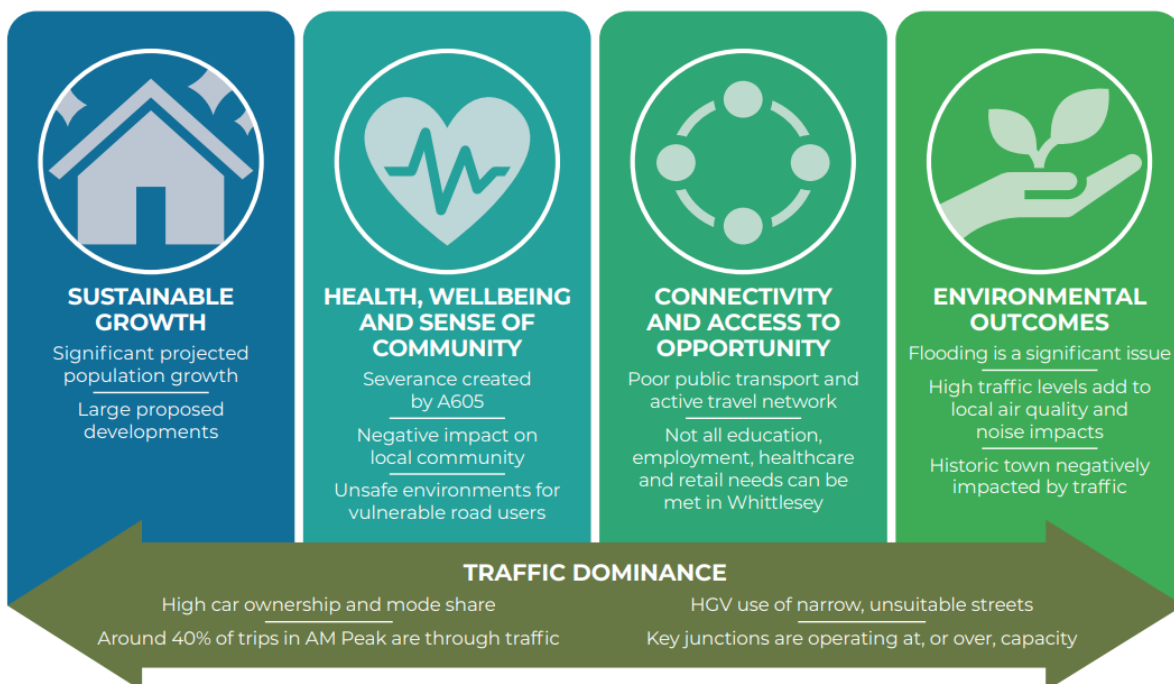 SUSTAINABLE
GROWTH
Significant projected
population growth
Large proposed
developments
HEALTH, WELLBEING
AND SENSE OF
COMMUNITY
Severance created
by A605
Negative impact on
local community
Unsafe environments for
vulnerable road users
CONNECTIVITY
AND ACCESS TO
OPPORTUNITY
Poor public transport and
active travel network
Not all education,
employment, healthcare
and retail needs can be
met in Whittlesey
ENVIRONMENTAL
OUTCOMES
Flooding is a significant issue
High traffic levels add to
local air quality and
noise impacts
Historic town negatively
impacted by traffic
TRAFFIC DOMINANCE
High car ownership and mode share
Around 40% of trips in AM Peak are through traffic
HGV use of narrow, unsuitable streets
Key junctions are operating at, or over, capacity